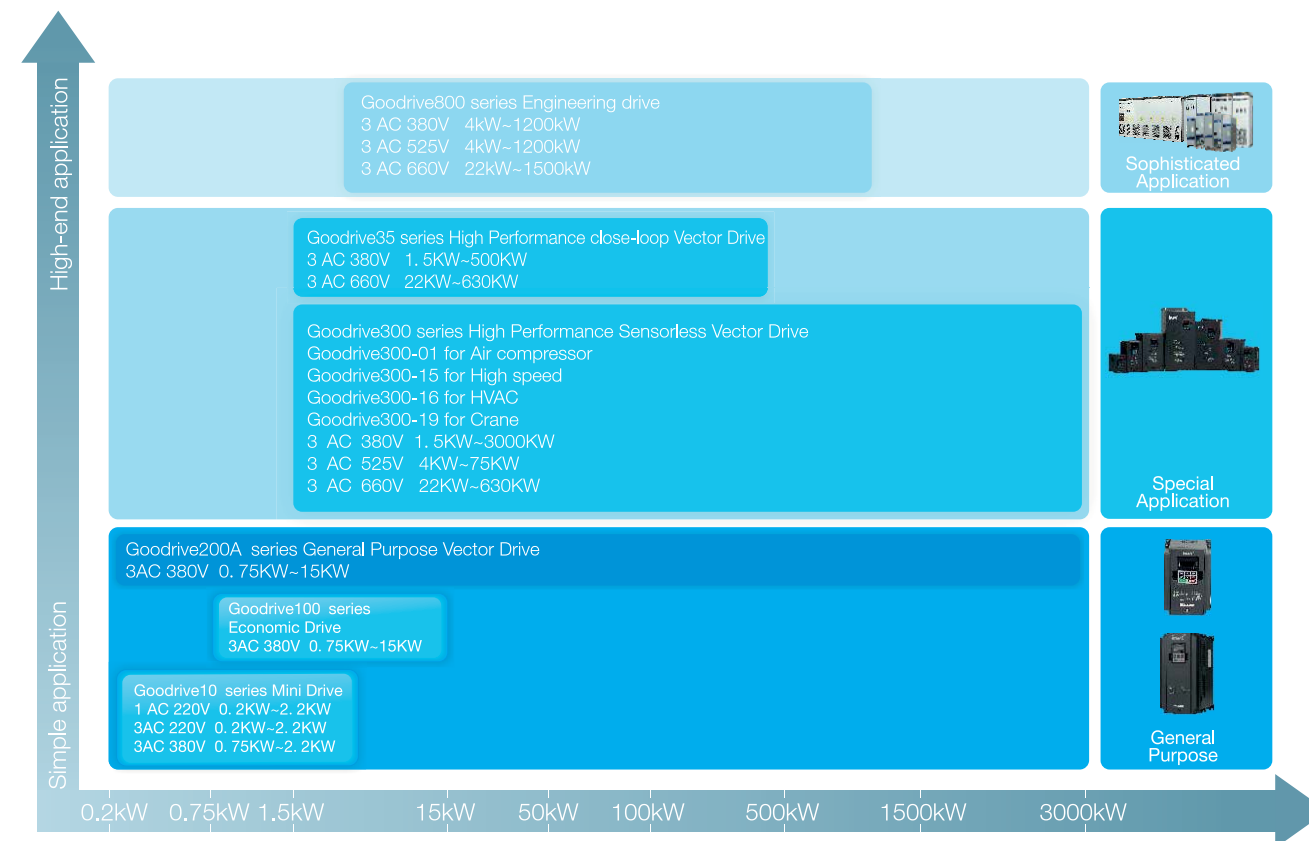 High-end application
Simple application
Goodrive800 series Engineering drive
3 AC 380V 4kW~1200kW
3 AC 525V 4kW~1200kW
3 AC 660V 22kW~1500kW
Sophisticated
Application
Goodrive35 series High Performance close-loop Vector Drive
3 AC 380V 1. 5KW~500KW
3 AC 660V 22KW~630KW
Goodrive300 series High Performance Sensorless Vector Drive
Goodrive300-01 for Air compressor
Goodrive300-15 for High speed
Goodrive300-16 for HVAC
Goodrive300-19 for Crane
3 AC 380V 1. 5KW~3000KW
3 AC 525V 4KW~75KW
3 AC 660V 22KW~630KW
Special
Application
Goodrive200A series General Purpose Vector Drive
3AC 380V 0. 75KW~15KW
Goodrive100 series
Economic Drive
3AC 380V 0. 75KW~15KW
Goodrive10 series Mini Drive
1 AC 220V 0. 2KW~2. 2KW
3AC 220V 0. 2KW~2. 2KW
3AC 380V 0. 75KW~2. 2KW
General
Purpose
0.2kW 0.75kW 1.5kW 15kW 50kW 100kW 500kW 1500kW 3000kW